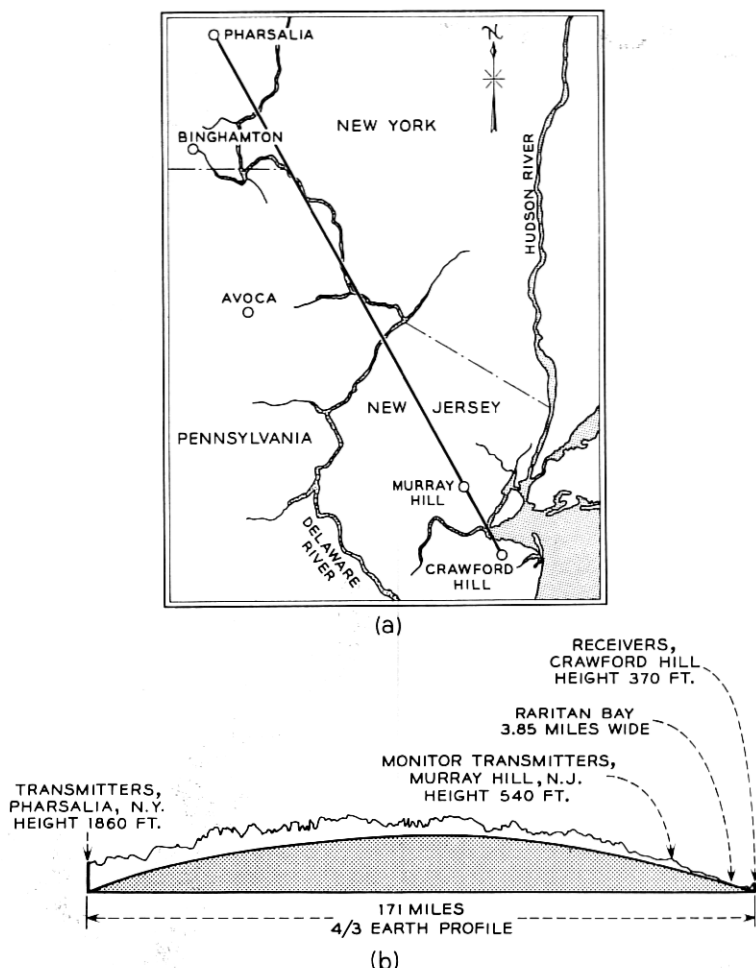 PHARSALIA
N
NEW YORK
BINGHAMTON
HUDSON RIVER
AVOCA
NEW JERSEY
PENNSYLVANIA
MURRAY
HILL
DELAWARE
RIVER
CRAWFORD
HILL
(a)
RECEIVERS,
CRAWFORD HILL
HEIGHT 370 FT.
RARITAN BAY
3.85 MILES WIDE
MONITOR TRANSMITTERS,
MURRAY HILL, N.J.
HEIGHT 540 FT.
TRANSMITTERS,
PHARSALIA, N.Y.
HEIGHT 1860 FT.
171 MILES
4/3 EARTH PROFILE
(b)